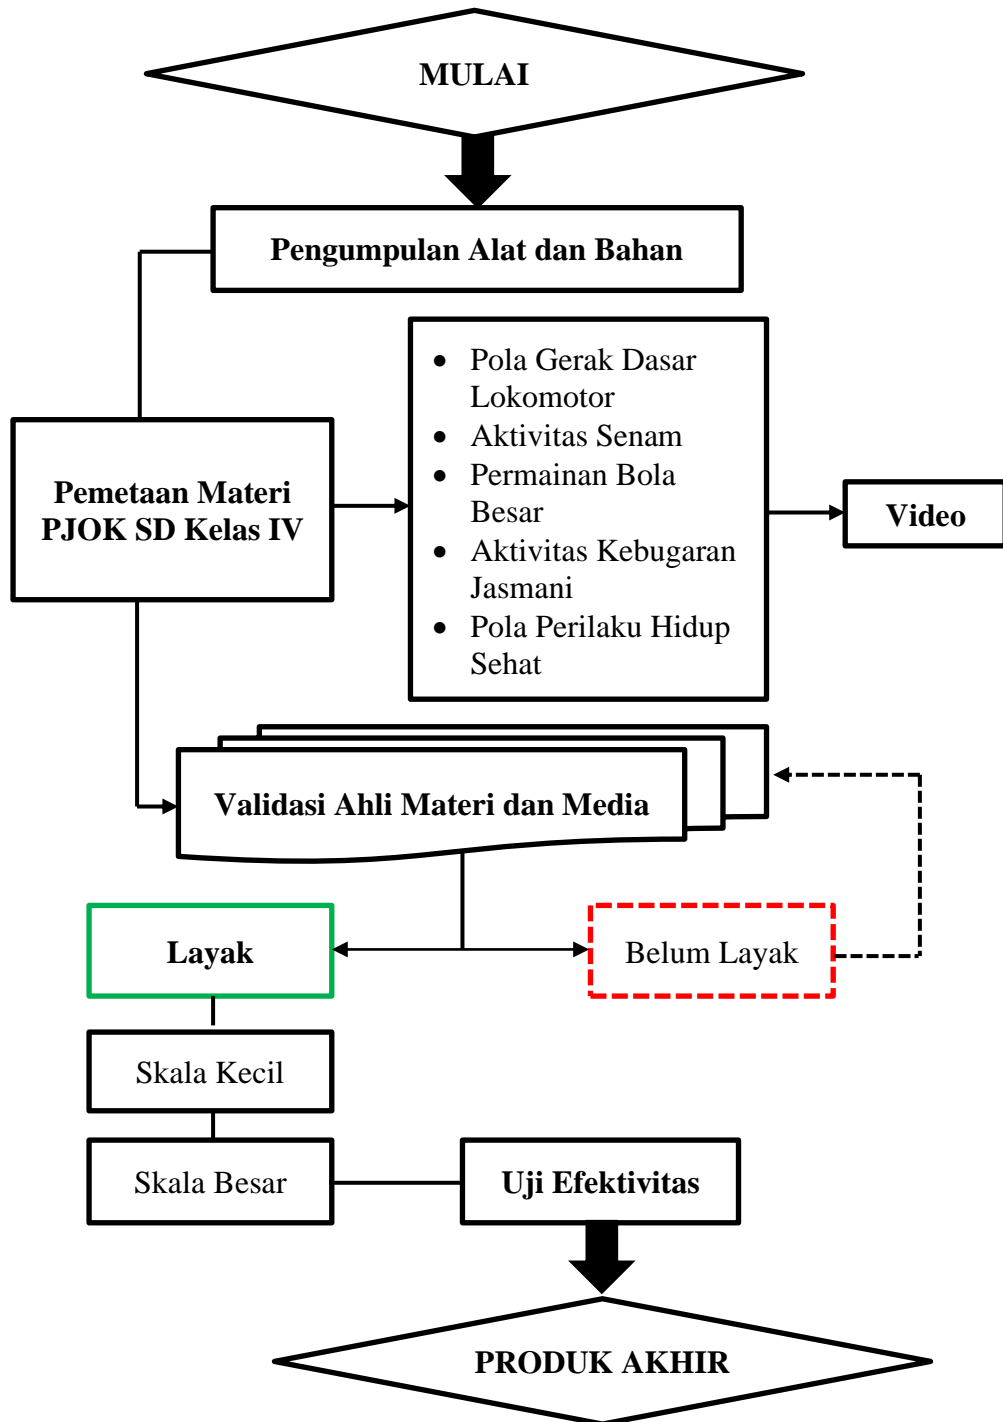 MULAI
Pengumpulan Alat dan Bahan
Pemetaan Materi
PJOK SD Kelas IV
• Pola Gerak Dasar
Lokomotor
• Aktivitas Senam
• Permainan Bola
Besar
• Aktivitas Kebugaran
Jasmani
• Pola Perilaku Hidup
Sehat
Video
Validasi Ahli Materi dan Media
Layak
Belum Layak
Skala Kecil
Skala Besar
Uji Efektivitas
PRODUK AKHIR